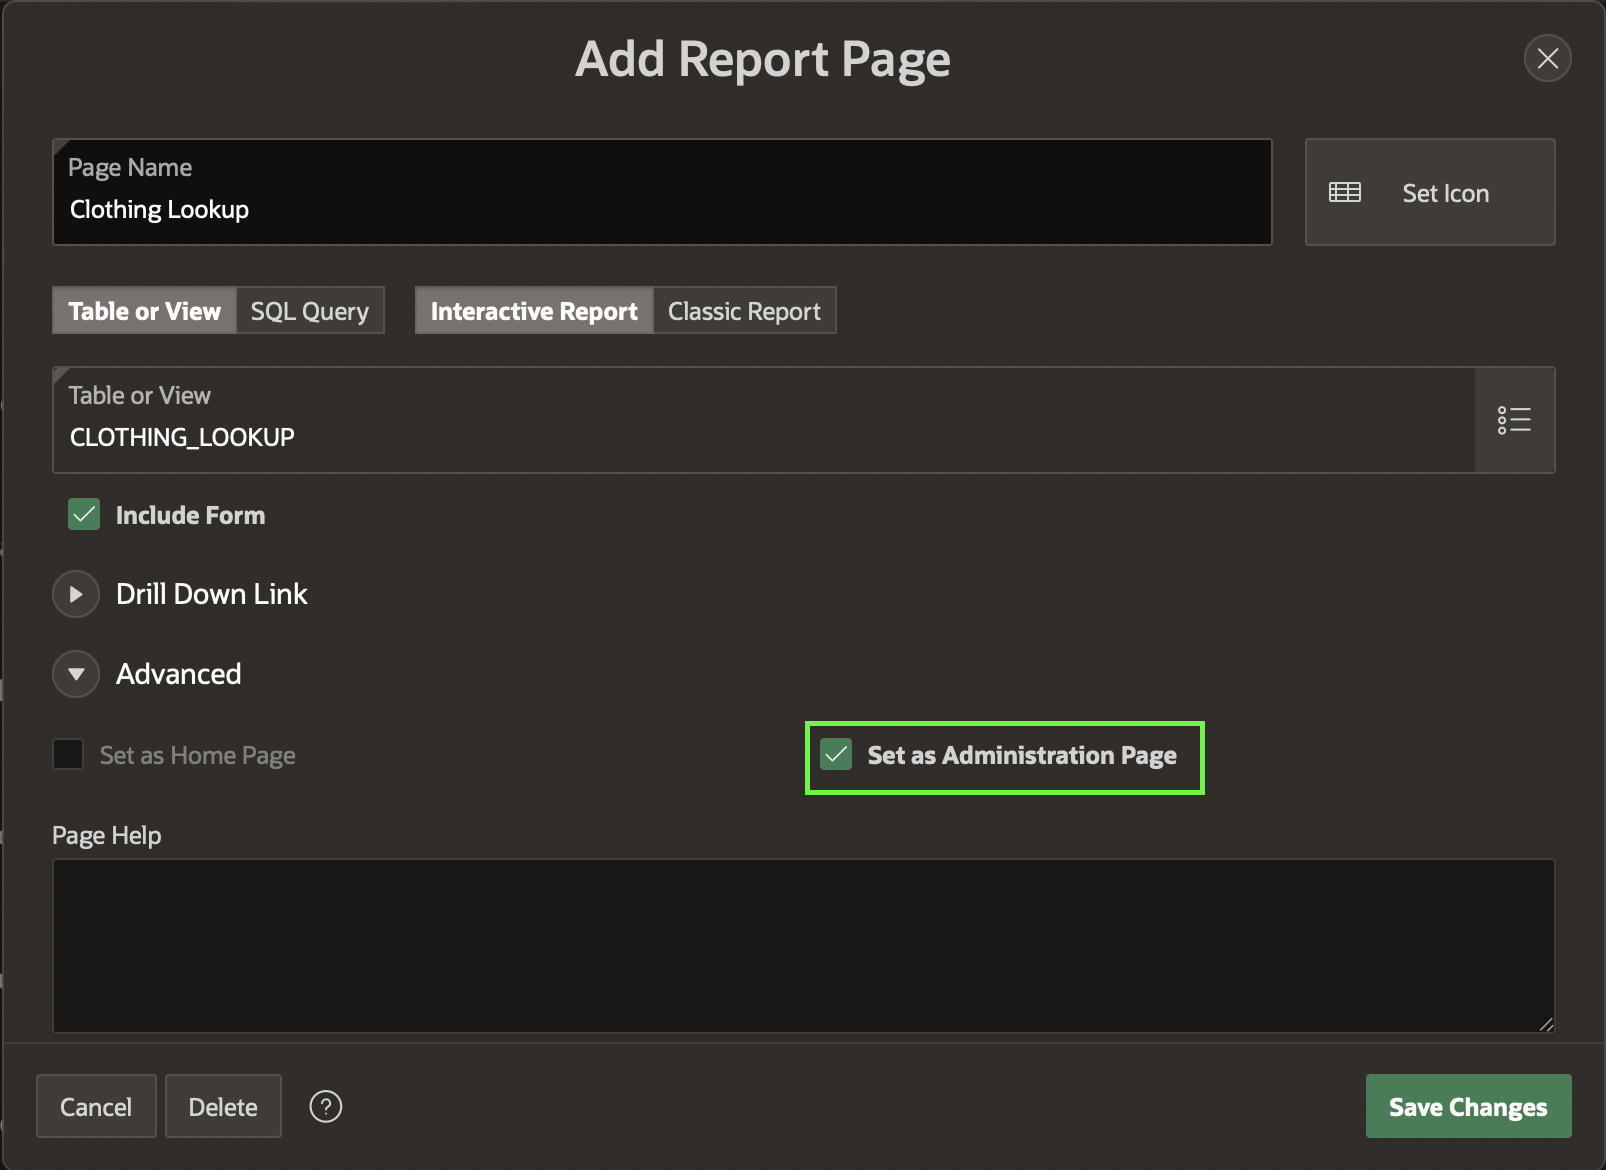 Add Report Page
Page Name
Clothing Lookup
Set Icon
Table or View
SQL Query
Interactive Report
Classic Report
Table or View
CLOTHING_LOOKUP
Include Form
Drill Down Link
Advanced
Set as Home Page
Set as Administration Page
Page Help
Cancel
Delete
?
Save Changes